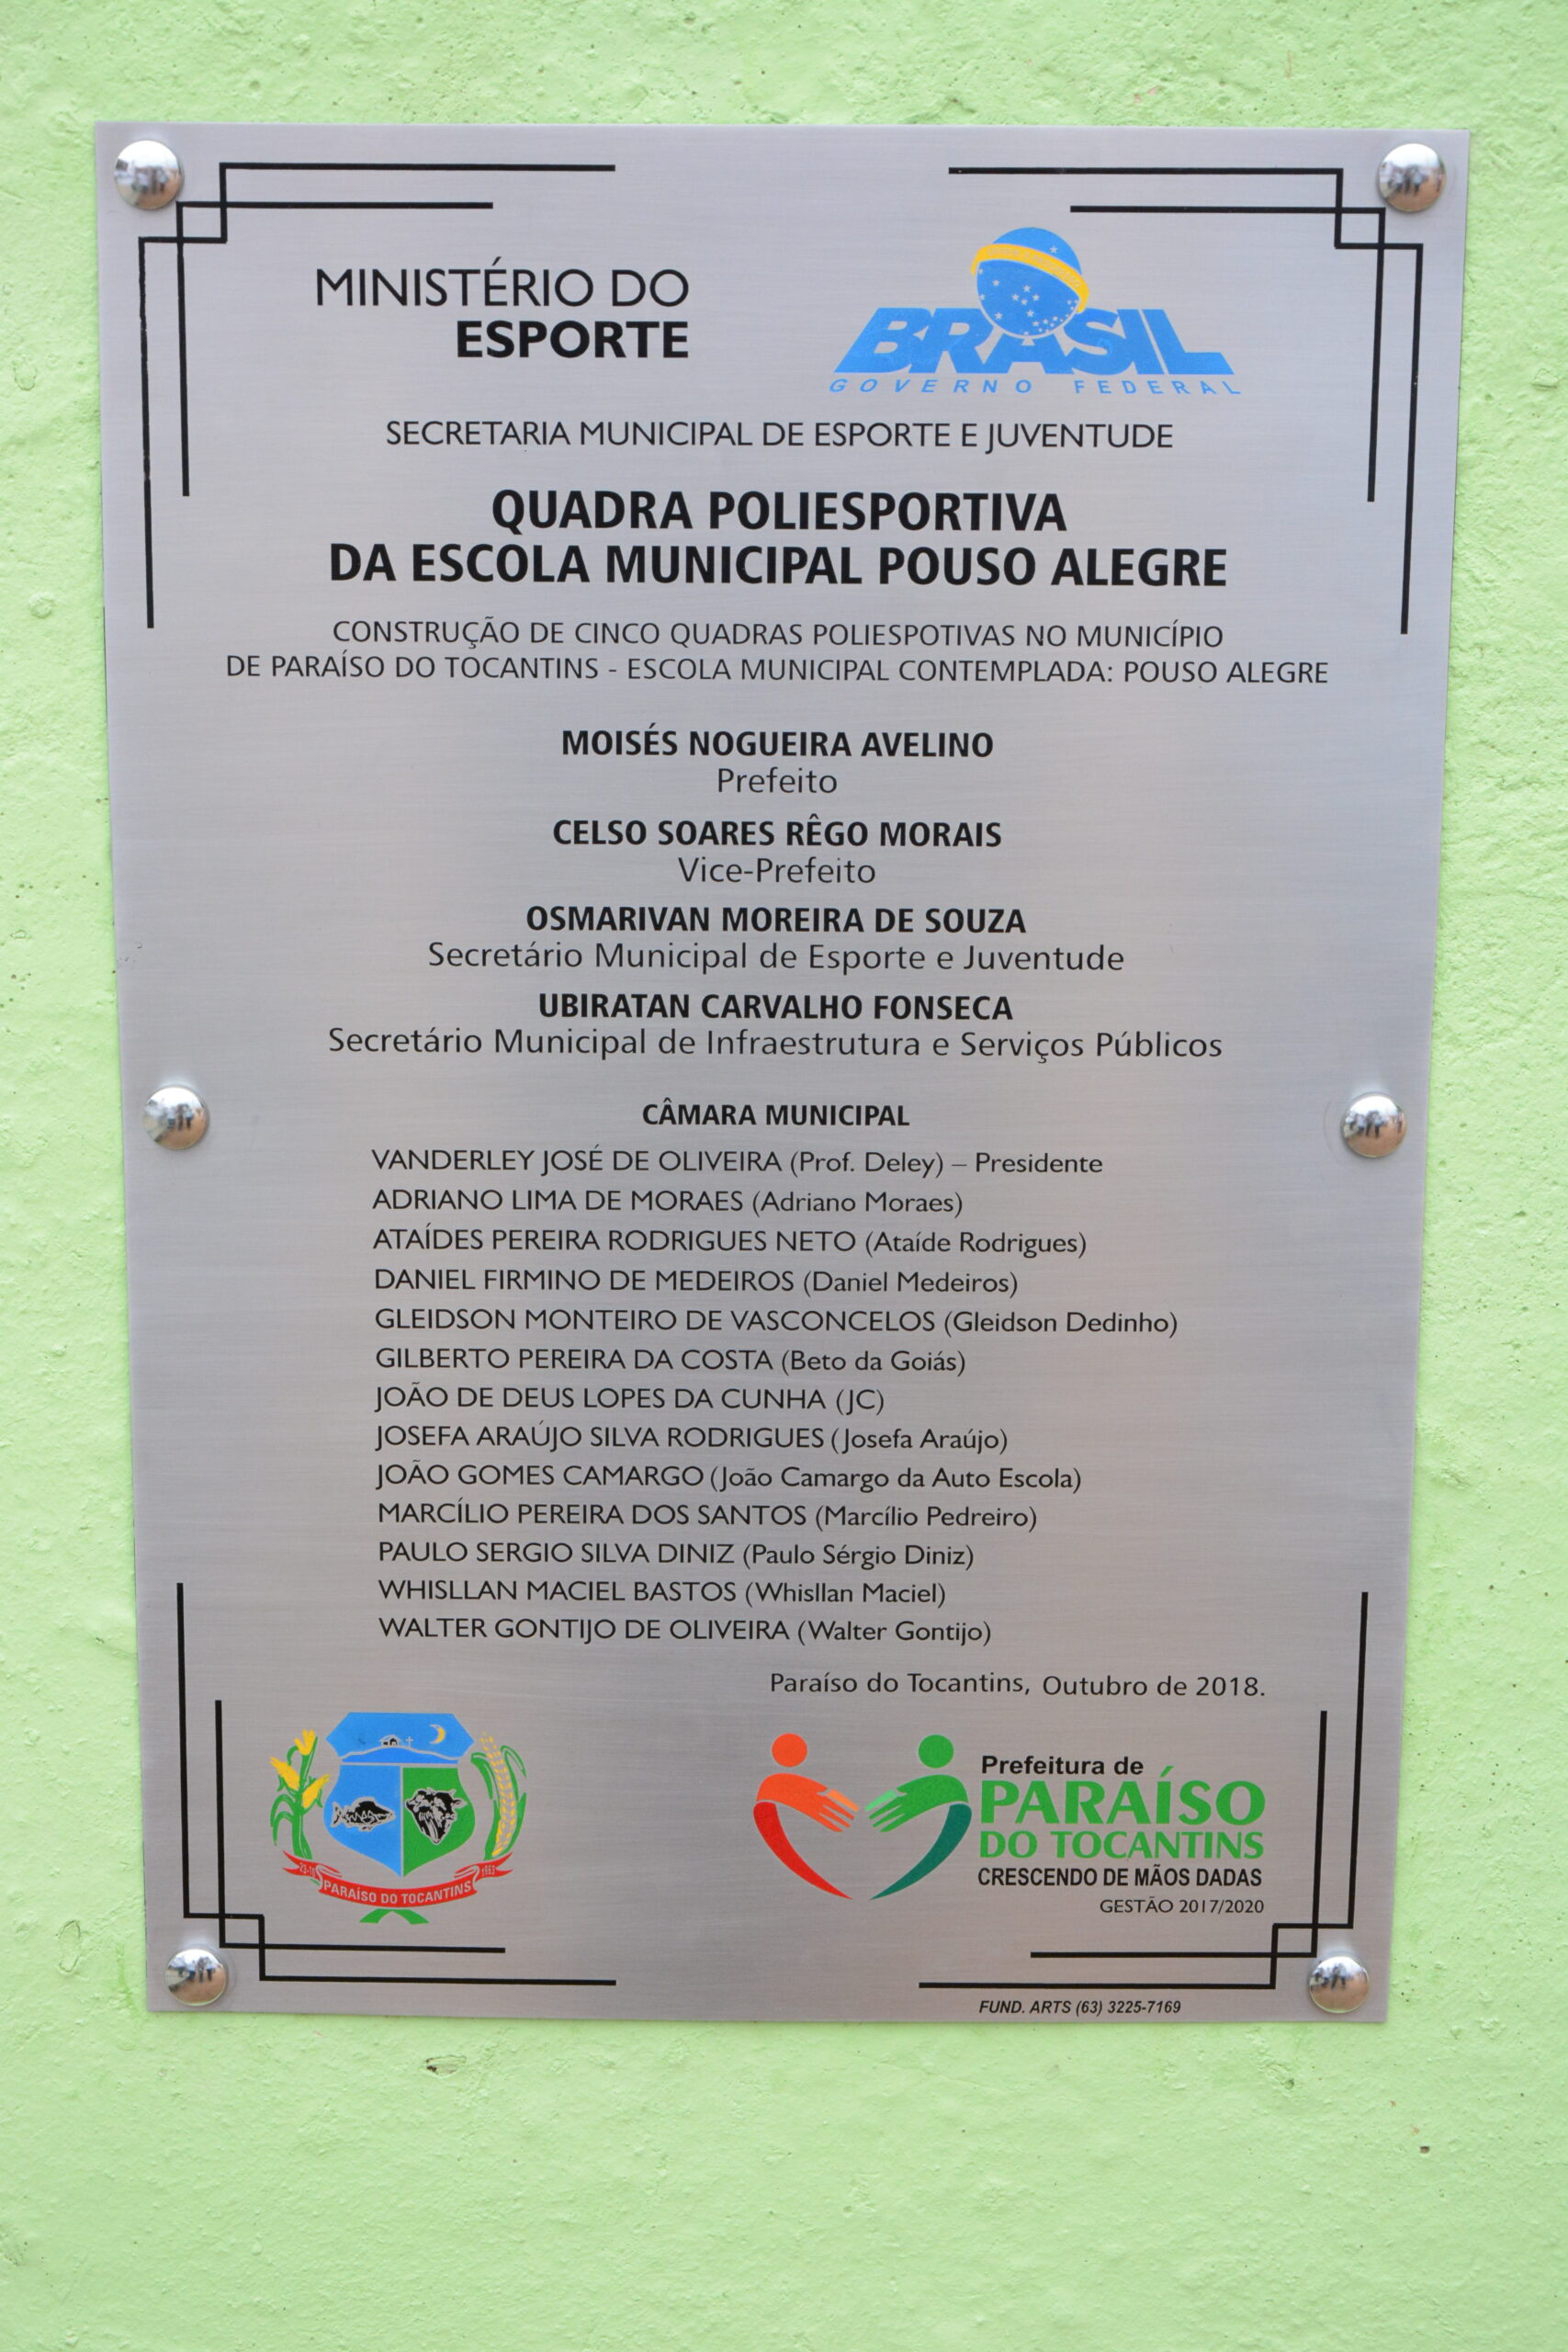 MINISTÉRIO DO
ESPORTE
BRASIL
GOVERNO FEDERAL
SECRETARIA MUNICIPAL DE ESPORTE E JUVENTUDE
QUADRA POLIESPORTIVA
DA ESCOLA MUNICIPAL POUSO ALEGRE
CONSTRUÇÃO DE CINCO QUADRAS POLIESPOTIVAS NO MUNICÍPIO
DE PARAÍSO DO TOCANTINS - ESCOLA MUNICIPAL CONTEMPLADA: POUSO ALEGRE
MOISÉS NOGUEIRA AVELINO
Prefeito
CELSO SOARES RÊGO MORAIS
Vice-Prefeito
OSMARIVAN MOREIRA DE SOUZA
Secretário Municipal de Esporte e Juventude
UBIRATAN CARVALHO FONSECA
Secretário Municipal de Infraestrutura e Serviços Públicos
CÂMARA MUNICIPAL
VANDERLEY JOSÉ DE OLIVEIRA (Prof. Deley) – Presidente
ADRIANO LIMA DE MORAES (Adriano Moraes)
ATAÍDES PEREIRA RODRIGUES NETO (Ataíde Rodrigues)
DANIEL FIRMINO DE MEDEIROS (Daniel Medeiros)
GLEIDSON MONTEIRO DE VASCONCELOS (Gleidson Dedinho)
GILBERTO PEREIRA DA COSTA (Beto da Goiás)
JOÃO DE DEUS LOPES DA CUNHA (JC)
JOSEFA ARAÚJO SILVA RODRIGUES (Josefa Araújo)
JOÃO GOMES CAMARGO (João Camargo da Auto Escola)
MARCÍLIO PEREIRA DOS SANTOS (Marcílio Pedreiro)
PAULO SERGIO SILVA DINIZ (Paulo Sérgio Diniz)
WHISLLAN MACIEL BASTOS (Whisllan Maciel)
WALTER GONTIJO DE OLIVEIRA (Walter Gontijo)
Paraíso do Tocantins, Outubro de 2018.
PARAÍSO DO TOCANTINS
Prefeitura de
PARAÍSO
DO TOCANTINS
CRESCENDO DE MÃOS DADAS
GESTÃO 2017/2020
FUND. ARTS (63) 3225-7169